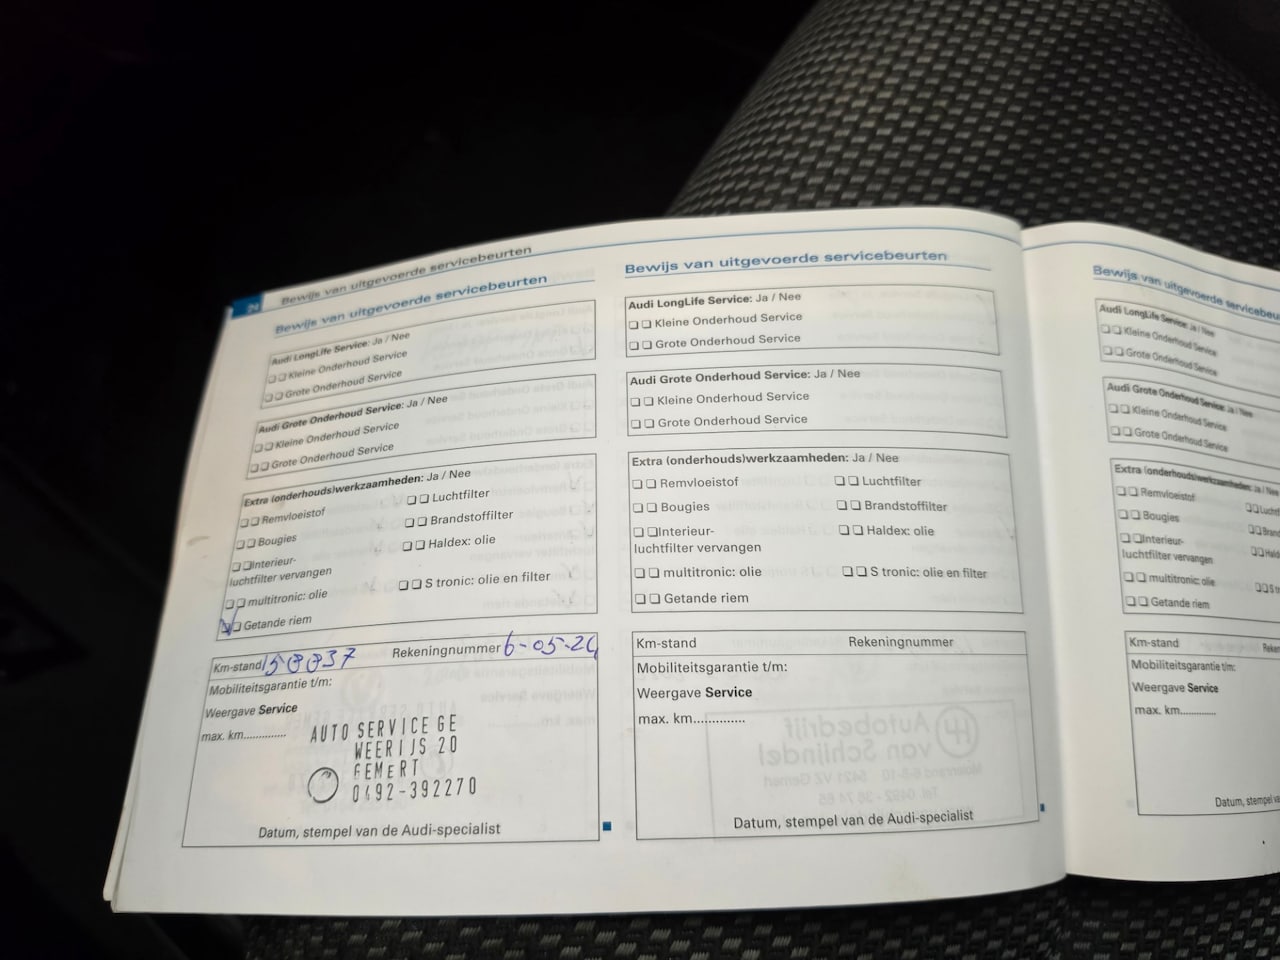 24
Bewijs van uitgevoerde servicebeurten
Bewijs van uitgevoerde servicebeurten
Audi LongLife Service: Ja / Nee
Kleine Onderhoud Service
Grote Onderhoud Service
Audi Grote Onderhoud Service: Ja / Nee
Kleine Onderhoud Service
Grote Onderhoud Service
Extra (onderhouds)werkzaamheden: Ja / Nee
Remvloeistof
Luchtfilter
Bougies
Brandstoffilter
Interieur-
luchtfilter vervangen
Haldex: olie
multitronic: olie
S tronic: olie en filter
Getande riem
Km-stand 158837 Rekeningnummer 6-05-24
Mobiliteitsgarantie t/m:
Weergave Service
max. km..............
AUTO SERVICE GE
WEERIJS 20
GEMERT
0492-392270
Datum, stempel van de Audi-specialist
Bewijs van uitgevoerde servicebeurten
Audi LongLife Service: Ja / Nee
Kleine Onderhoud Service
Grote Onderhoud Service
Audi Grote Onderhoud Service: Ja / Nee
Kleine Onderhoud Service
Grote Onderhoud Service
Extra (onderhouds)werkzaamheden: Ja / Nee
Remvloeistof
Luchtfilter
Bougies
Brandstoffilter
Interieur-
luchtfilter vervangen
Haldex: olie
multitronic: olie
S tronic: olie en filter
Getande riem
Km-stand Rekeningnummer
Mobiliteitsgarantie t/m:
Weergave Service
max. km..............
Datum, stempel van de Audi-specialist
Bewijs van uitgevoerde servicebeu
Audi LongLife Service: Ja / Nee
Kleine Onderhoud Service
Grote Onderhoud Service
Audi Grote Onderhoud Service: Ja / Nee
Kleine Onderhoud Service
Grote Onderhoud Service
Extra (onderhouds)werkzaamheden: Ja / Nee
Remvloeistof
Lucht
Bougies
Brand
Interieur-
luchtfilter vervangen
Hald
multitronic: olie
S t
Getande riem
Km-stand Reken
Mobiliteitsgarantie t/m:
Weergave Service
max. km............
Datum, stempel va